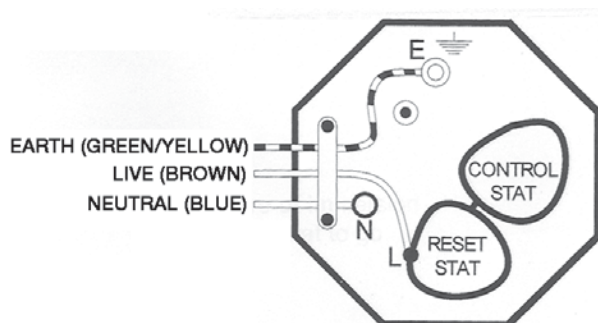 E
EARTH (GREEN/YELLOW)
LIVE (BROWN)
NEUTRAL (BLUE)
N
L
CONTROL
STAT
RESET
STAT